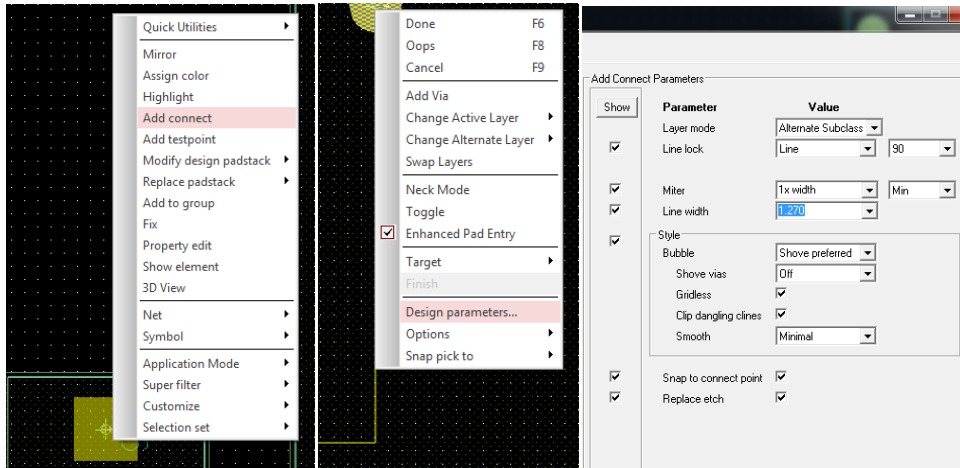 Quick Utilities
Mirror
Assign color
Highlight
Add connect
Add testpoint
Modify design padstack
Replace padstack
Add to group
Fix
Property edit
Show element
3D View
Net
Symbol
Application Mode
Super filter
Customize
Selection set
Done F6
Oops F8
Cancel F9
Add Via
Change Active Layer
Change Alternate Layer
Swap Layers
Neck Mode
Toggle
Enhanced Pad Entry
Target
Finish
Design parameters...
Options
Snap pick to
Add Connect Parameters
Show Parameter Value
Layer mode Alternate Subclass
Line lock Line 90
Miter 1x width Min
Line width 1.270
Style
Bubble Shove preferred
Shove vias Off
Gridless
Clip dangling clines
Smooth Minimal
Snap to connect point
Replace etch